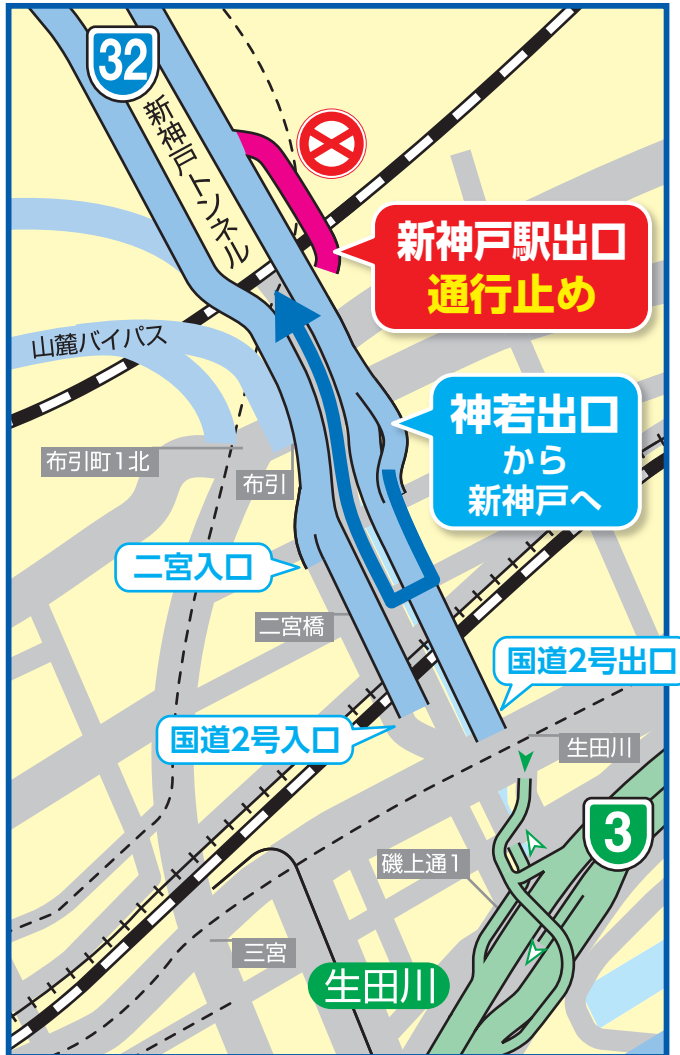 32
新神戸トンネル
新神戸駅出口
通行止め
山麓バイパス
神若出口
から
新神戸へ
布引町1北
布引
二宮入口
二宮橋
国道2号出口
国道2号入口
生田川
3
磯上通1
三宮
生田川